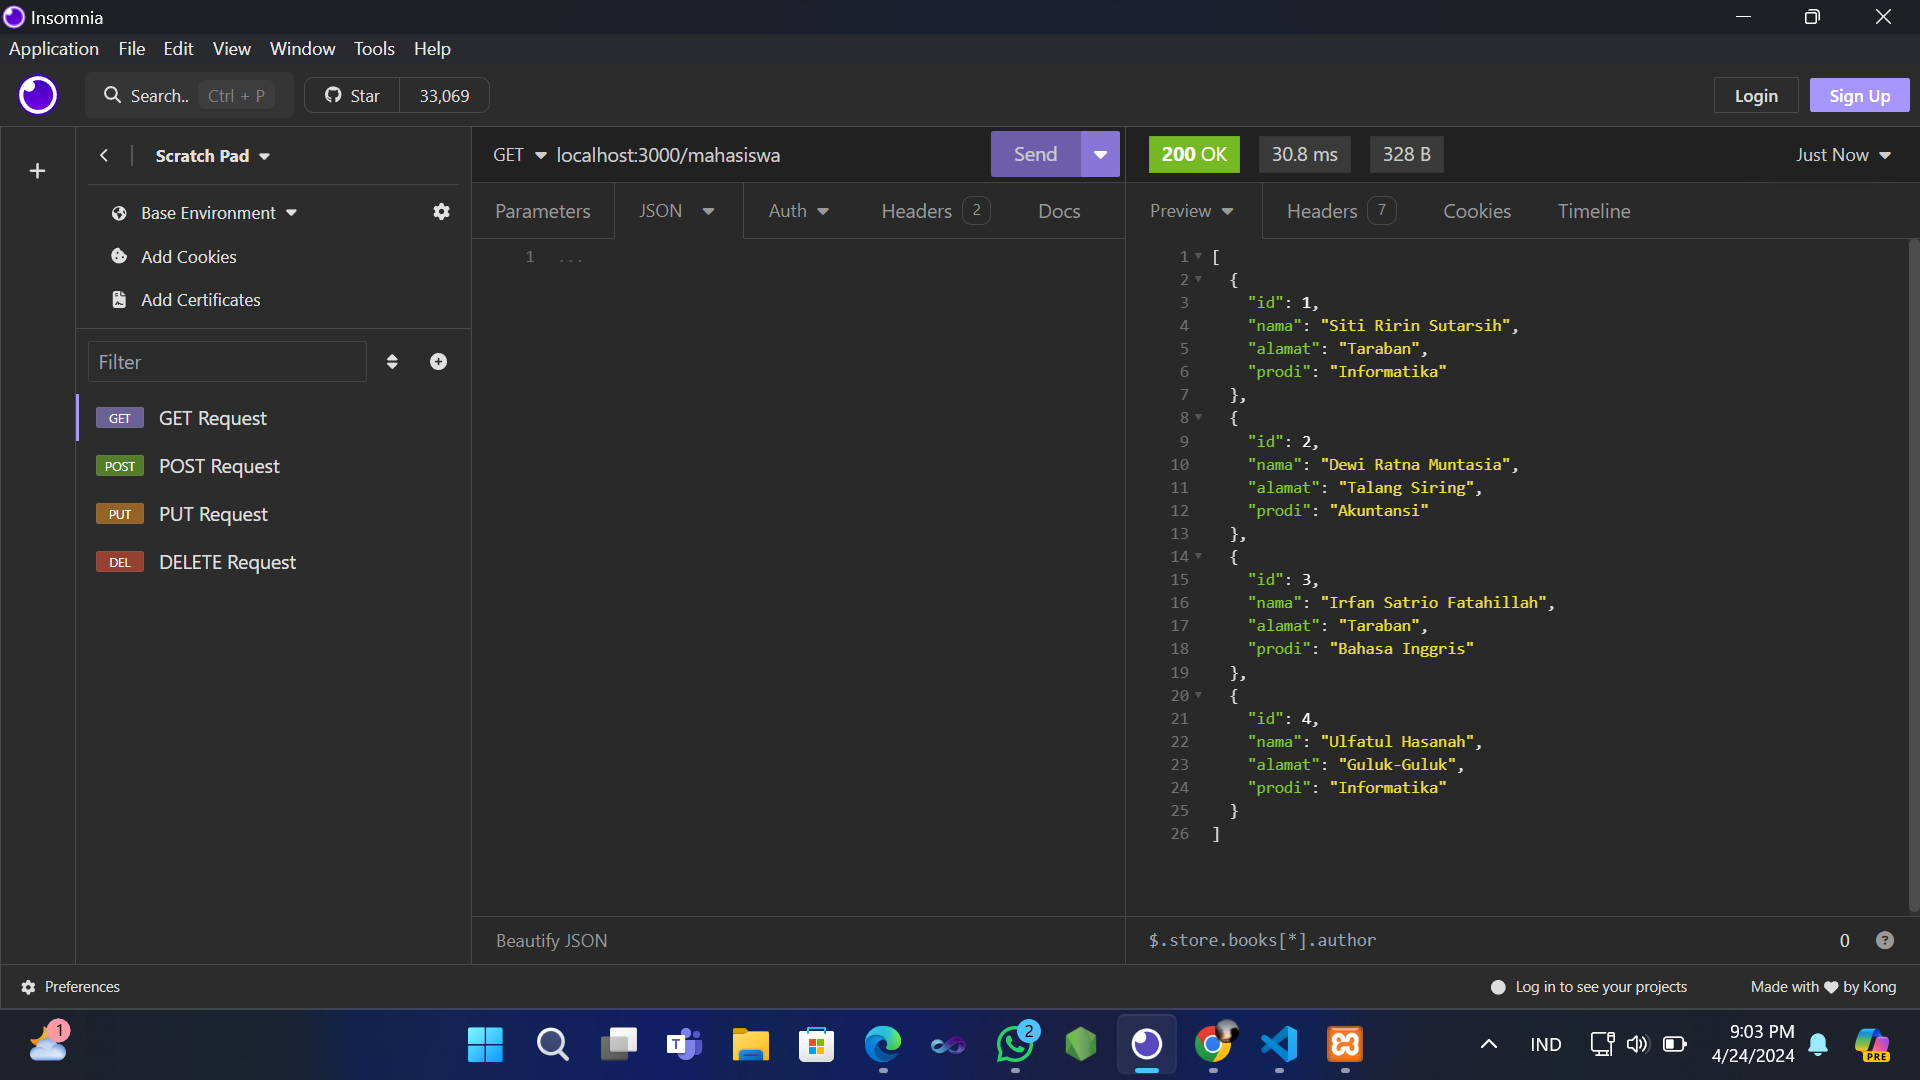 Insomnia
Application File Edit View Window Tools Help
Search.. Ctrl + P Star 33,069 Login Sign Up
Scratch Pad
Base Environment
Add Cookies
Add Certificates
Filter
GET GET Request
POST POST Request
PUT PUT Request
DEL DELETE Request
GET localhost:3000/mahasiswa Send
Parameters JSON Auth Headers 2 Docs
1 ...
Beautify JSON
200 OK 30.8 ms 328 B Just Now
Preview Headers 7 Cookies Timeline
1 [
2 {
3 "id": 1,
4 "nama": "Siti Ririn Sutarsih",
5 "alamat": "Taraban",
6 "prodi": "Informatika"
7 },
8 {
9 "id": 2,
10 "nama": "Dewi Ratna Muntasia",
11 "alamat": "Talang Siring",
12 "prodi": "Akuntansi"
13 },
14 {
15 "id": 3,
16 "nama": "Irfan Satrio Fatahillah",
17 "alamat": "Taraban",
18 "prodi": "Bahasa Inggris"
19 },
20 {
21 "id": 4,
22 "nama": "Ulfatul Hasanah",
23 "alamat": "Guluk-Guluk",
24 "prodi": "Informatika"
25 }
26 ]
$.store.books[*].author 0 ?
Preferences Log in to see your projects Made with ♥ by Kong
1 T 2 IND 9:03 PM PRE
4/24/2024